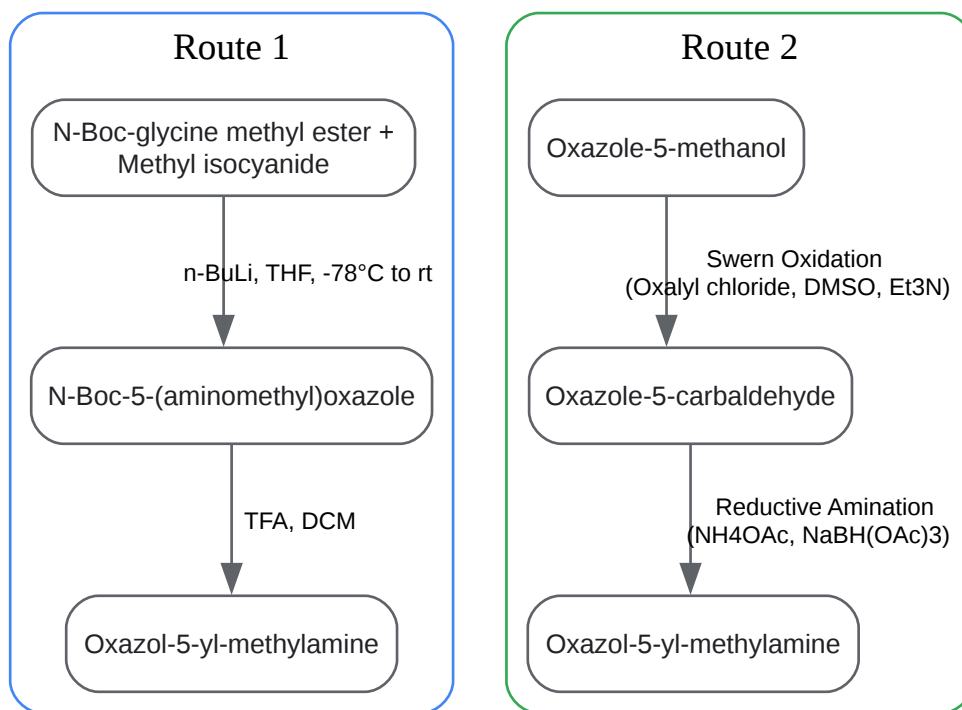 Route 1
N-Boc-glycine methyl ester +
Methyl isocyanide
n-BuLi, THF, -78°C to rt
N-Boc-5-(aminomethyl)oxazole
TFA, DCM
Oxazol-5-yl-methylamine
Route 2
Oxazole-5-methanol
Swern Oxidation
(Oxalyl chloride, DMSO, Et3N)
Oxazole-5-carbaldehyde
Reductive Amination
(NH4OAc, NaBH(OAc)3)
Oxazol-5-yl-methylamine